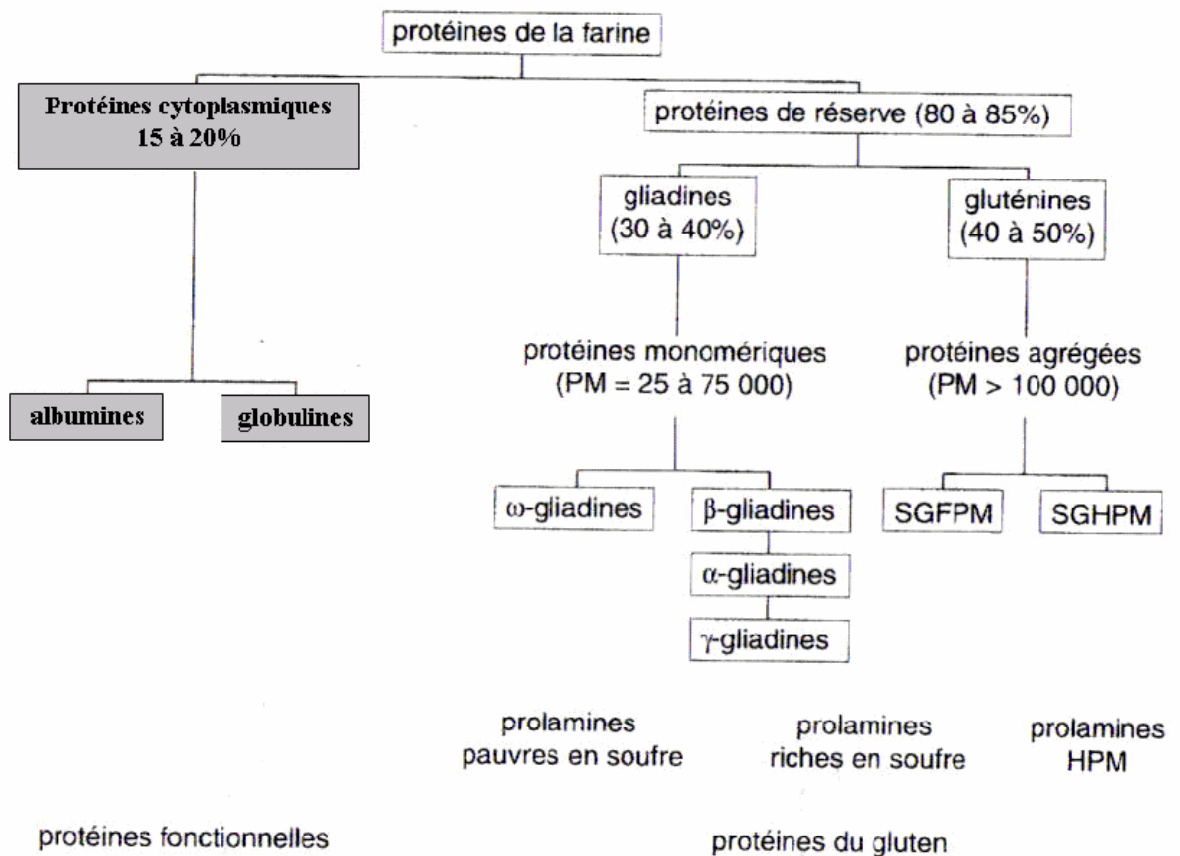 protéines de la farine
Protéines cytoplasmiques
15 à 20%
protéines de réserve (80 à 85%)
gliadines
(30 à 40%)
gluténines
(40 à 50%)
protéines monomériques
(PM = 25 à 75 000)
protéines agrégées
(PM > 100 000)
albumines
globulines
ω-gliadines
β-gliadines
SGFPM
SGHPM
α-gliadines
γ-gliadines
prolamines
pauvres en soufre
prolamines
riches en soufre
prolamines
HPM
protéines fonctionnelles
protéines du gluten